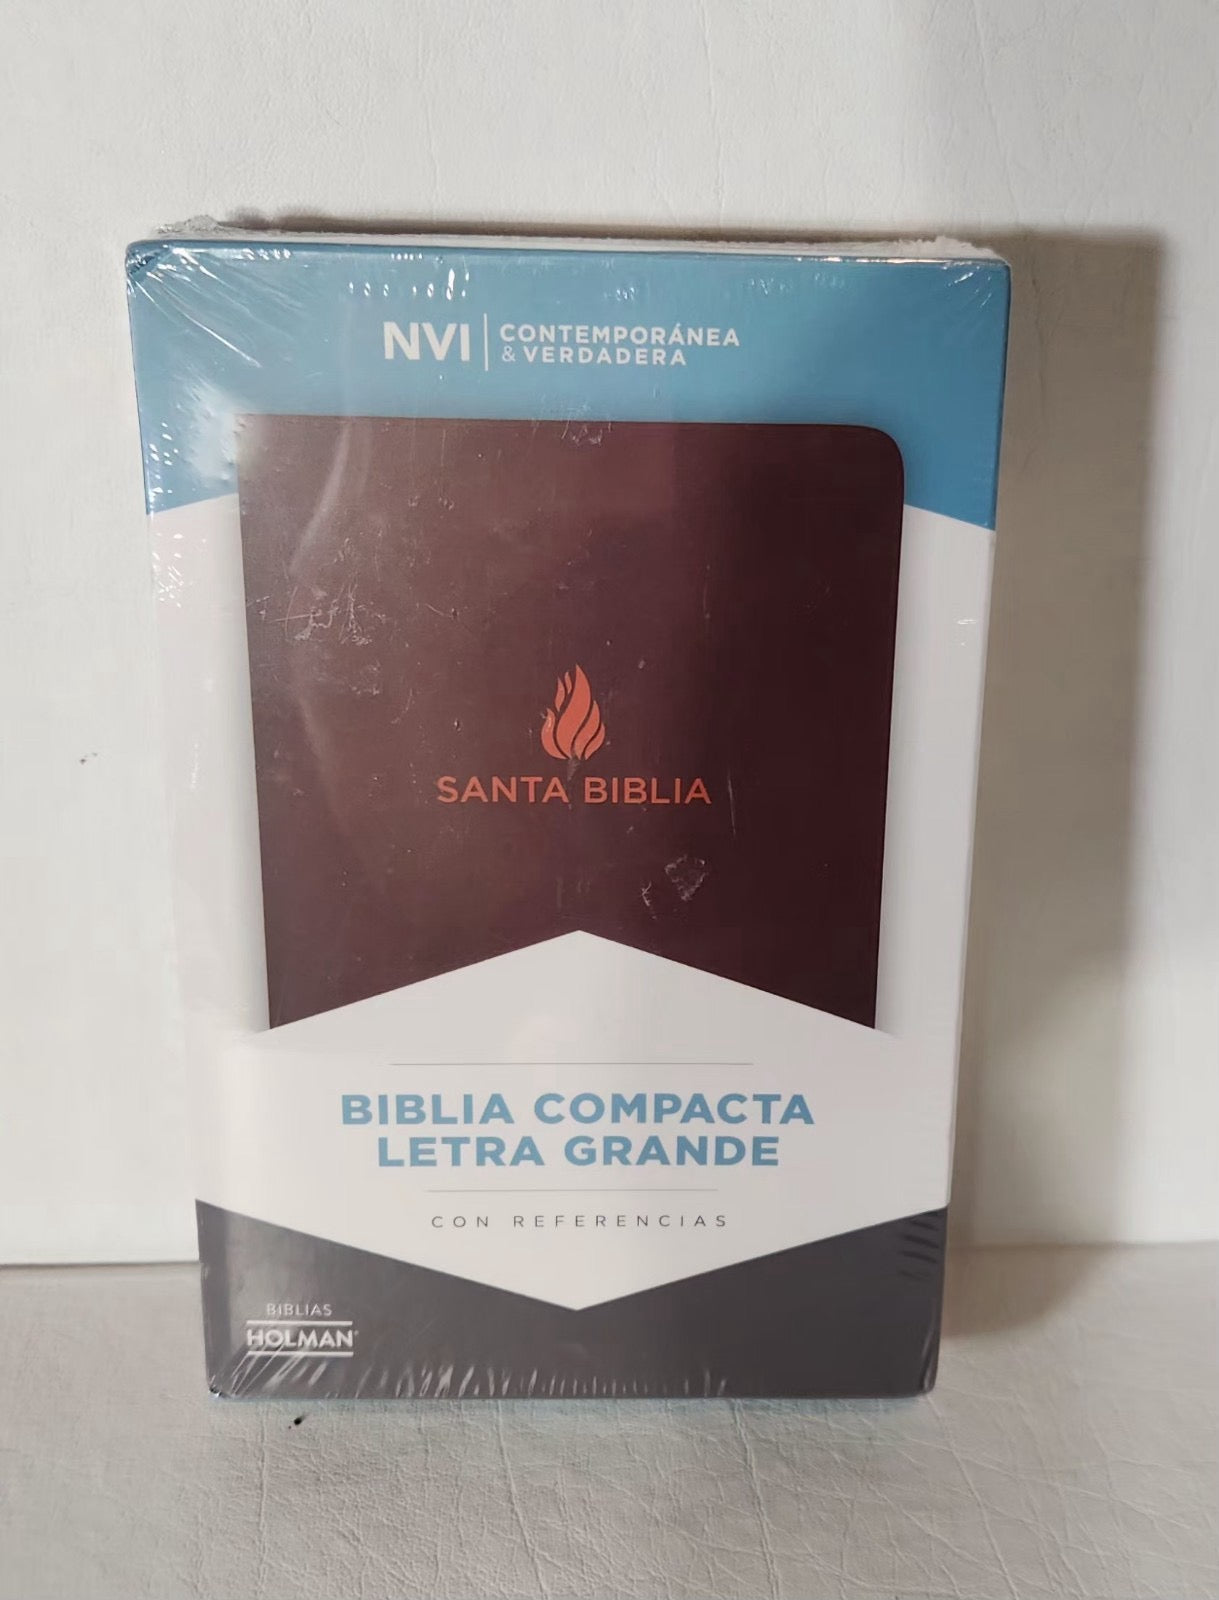 NVI
CONTEMPORÁNEA
& VERDADERA
SANTA BIBLIA
BIBLIA COMPACTA
LETRA GRANDE
CON REFERENCIAS
BIBLIAS
HOLMAN®